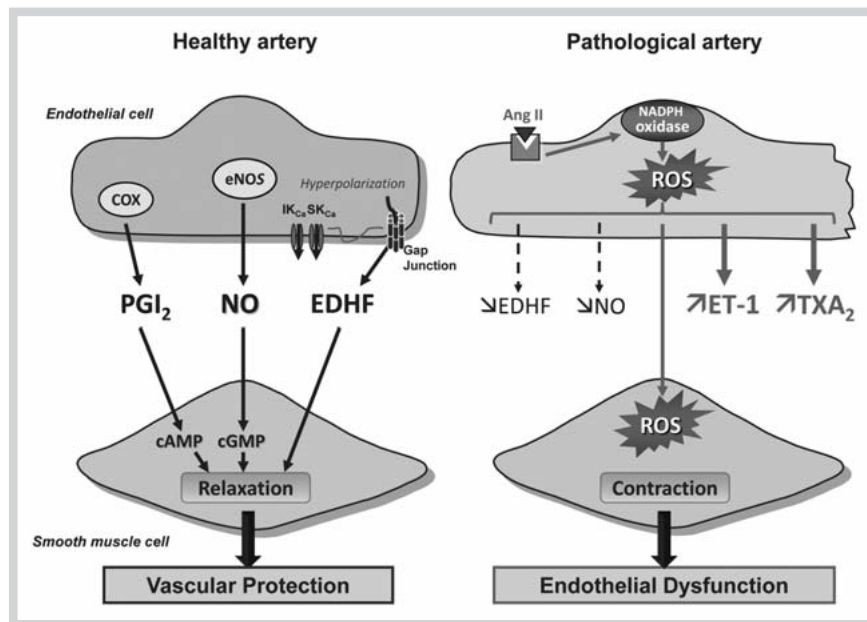 Healthy artery
Endothelial cell
COX
eNOS
Hyperpolarization
IKCa SKCa
Gap
Junction
PGI2
NO
EDHF
cAMP
cGMP
Relaxation
Smooth muscle cell
Vascular Protection
Pathological artery
Ang II
NADPH
oxidase
ROS
↘EDHF
↘NO
↗ET-1
↗TXA2
ROS
Contraction
Endothelial Dysfunction